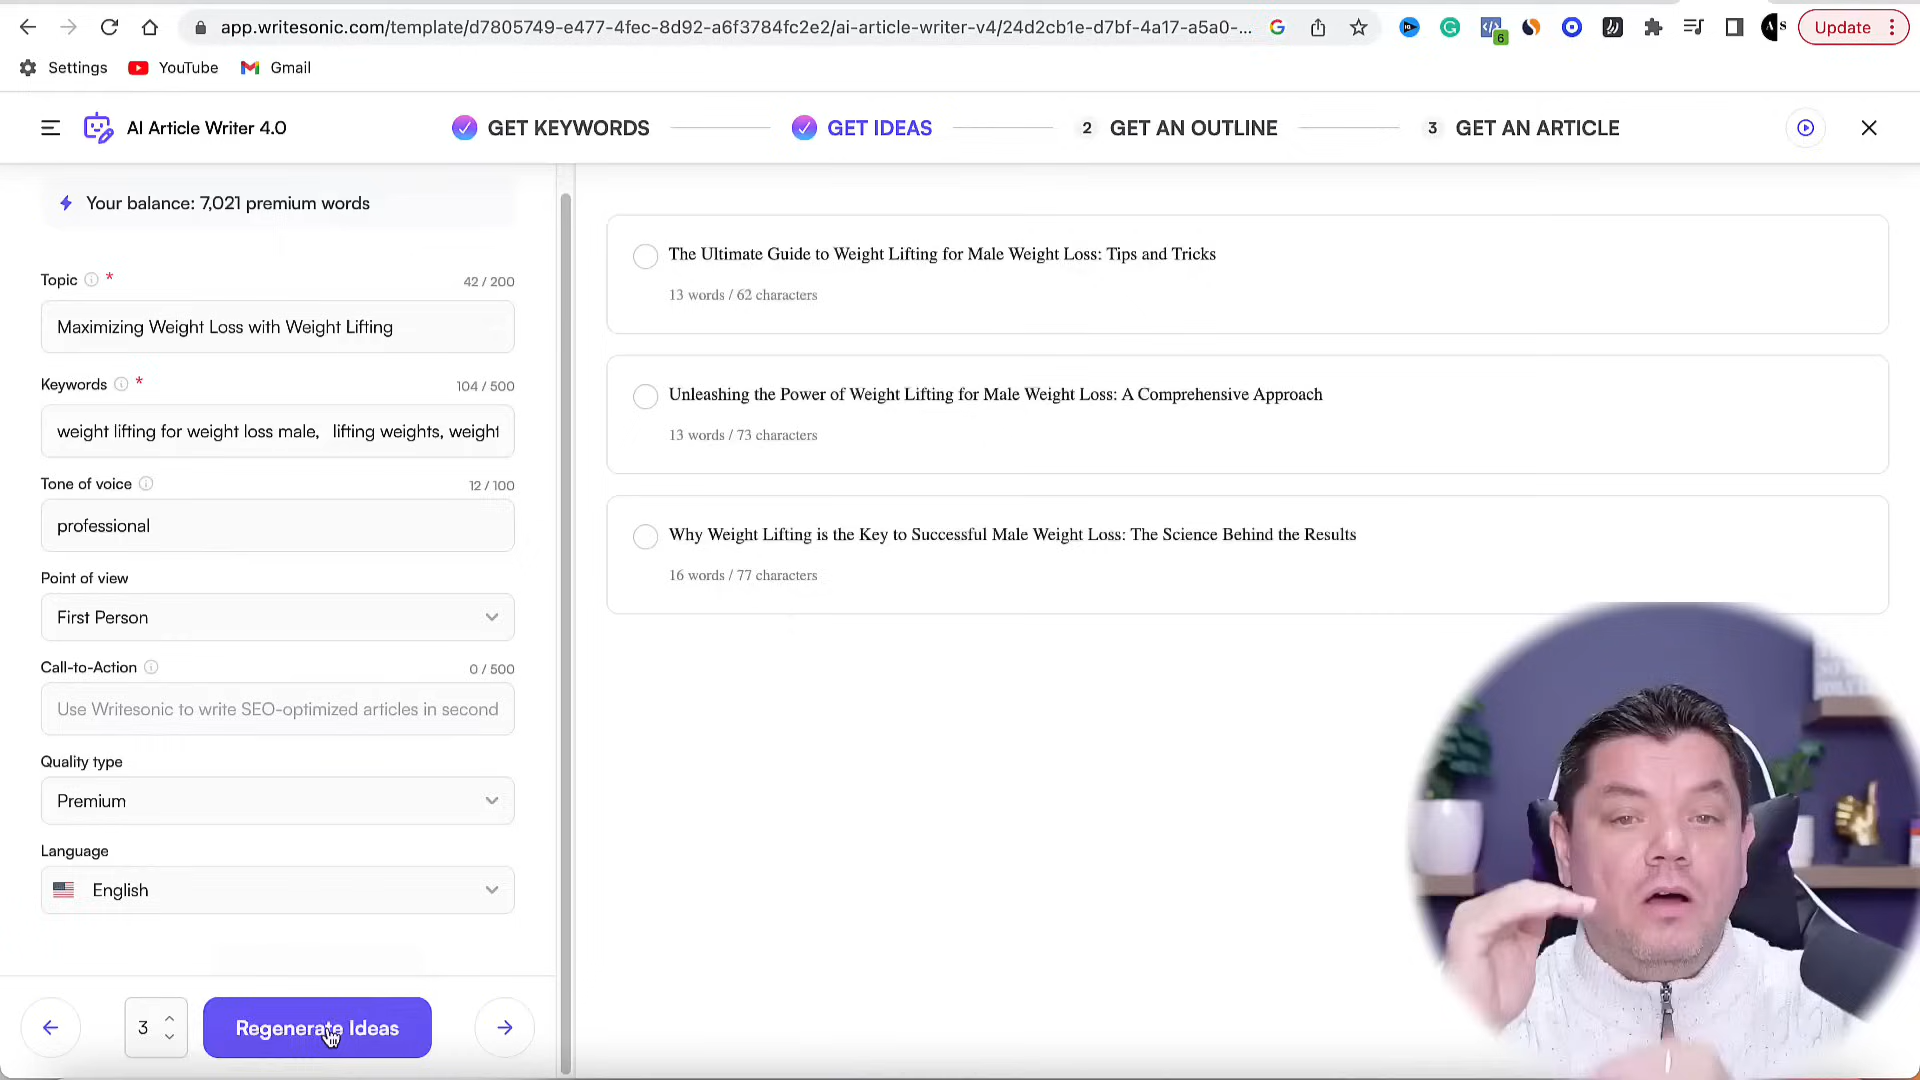 app.writesonic.com/template/d7805749-e477-4fec-8d92-a6f3784fc2e2/ai-article-writer-v4/24d2cb1e-d7bf-4a17-a5a0-...
6
Update
Settings
YouTube
Gmail
AI Article Writer 4.0
GET KEYWORDS
GET IDEAS
2 GET AN OUTLINE
3 GET AN ARTICLE
Your balance: 7,021 premium words
Topic *
42 / 200
Maximizing Weight Loss with Weight Lifting
Keywords *
104 / 500
weight lifting for weight loss male, lifting weights, weight
Tone of voice
12 / 100
professional
Point of view
First Person
Call-to-Action
0 / 500
Use Writesonic to write SEO-optimized articles in second
Quality type
Premium
Language
English
3
Regenerate Ideas
The Ultimate Guide to Weight Lifting for Male Weight Loss: Tips and Tricks
13 words / 62 characters
Unleashing the Power of Weight Lifting for Male Weight Loss: A Comprehensive Approach
13 words / 73 characters
Why Weight Lifting is the Key to Successful Male Weight Loss: The Science Behind the Results
16 words / 77 characters